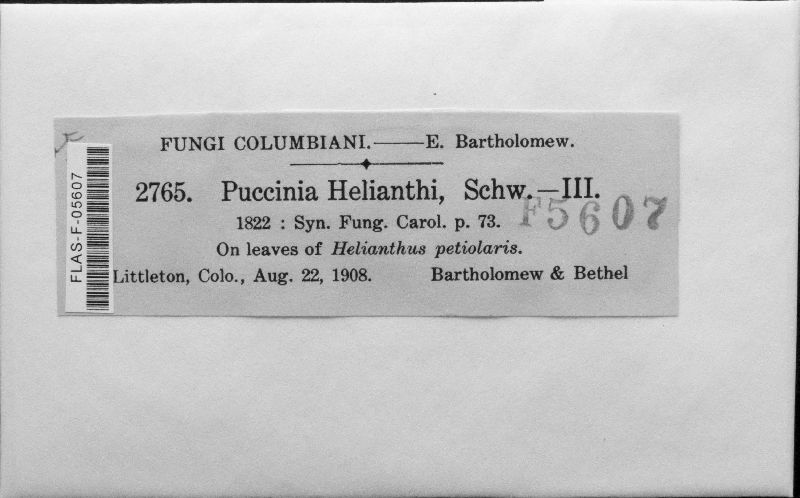 FUNGI COLUMBIANI.——E. Bartholomew.
2765. Puccinia Helianthi, Schw.—III.
F5607
1822 : Syn. Fung. Carol. p. 73.
On leaves of Helianthus petiolaris.
Littleton, Colo., Aug. 22, 1908. Bartholomew & Bethel
FLAS-F-05607